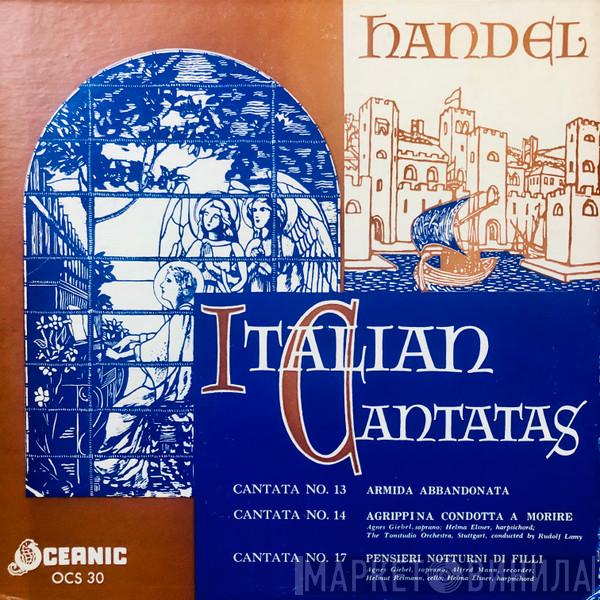 HANDEL
ITALIAN
CANTATAS
CANTATA NO. 13 ARMIDA ABBANDONATA
CANTATA NO. 14 AGRIPPINA CONDOTTA A MORIRE
Agnes Giebel, soprano; Helma Elsner, harpsichord;
The Tonstudio Orchestra, Stuttgart, conducted by Rudolf Lamy
CANTATA NO. 17 PENSIERI NOTTURNI DI FILLI
Agnes Giebel, soprano; Alfred Mann, recorder;
Helmut Reimann, cello; Helma Elsner, harpsichord
OCEANIC
OCS 30
МАРКЕТ ВИНИЛА